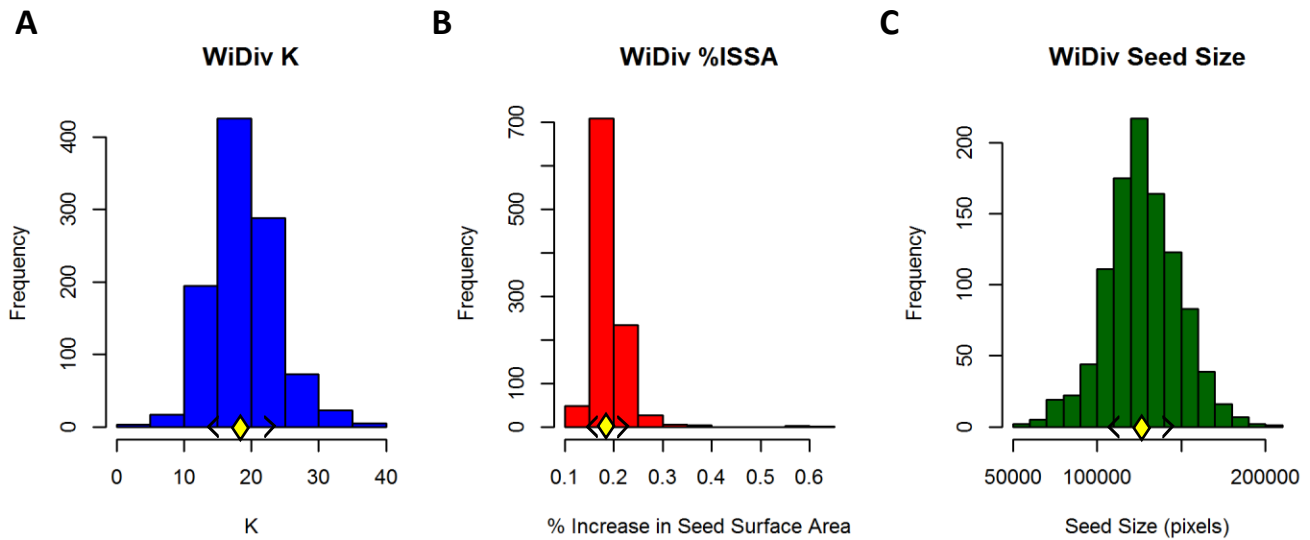 A
B
C
WiDiv K
WiDiv %ISSA
WiDiv Seed Size
Frequency
0 100 200 300 400
0 10 20 30 40
K
Frequency
0 100 300 500 700
0.1 0.2 0.3 0.4 0.5 0.6
% Increase in Seed Surface Area
Frequency
0 50 100 150 200
50000 100000 200000
Seed Size (pixels)